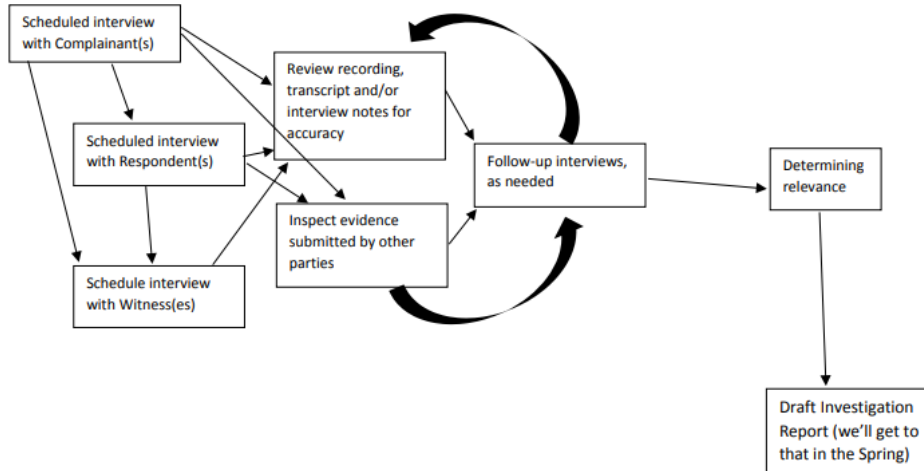 Scheduled interview
with Complainant(s)
Review recording,
transcript and/or
interview notes for
accuracy
Scheduled interview
with Respondent(s)
Follow-up interviews,
as needed
Determining
relevance
Inspect evidence
submitted by other
parties
Schedule interview
with Witness(es)
Draft Investigation
Report (we’ll get to
that in the Spring)